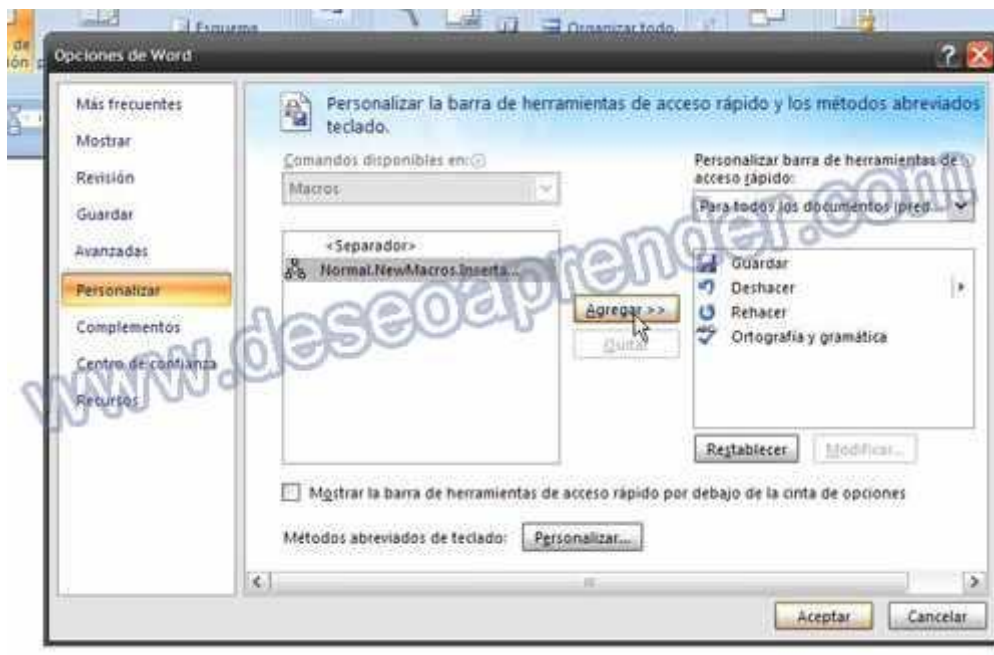 Esquema
Organizar todo
de
ión
Opciones de Word
Más frecuentes
Mostrar
Revisión
Guardar
Avanzadas
Personalizar
Complementos
Centro de confianza
Recursos
Personalizar la barra de herramientas de acceso rápido y los métodos abreviados
teclado.
Comandos disponibles en:
Macros
<Separador>
Normal.NewMacros.Inserta...
Agregar >>
Quitar
Personalizar barra de herramientas de
acceso rápido:
Para todos los documentos (pred...
Guardar
Deshacer
Rehacer
Ortografía y gramática
Restablecer
Modificar...
Mostrar la barra de herramientas de acceso rápido por debajo de la cinta de opciones
Métodos abreviados de teclado:
Personalizar...
Aceptar
Cancelar
www.deseoaprender.com